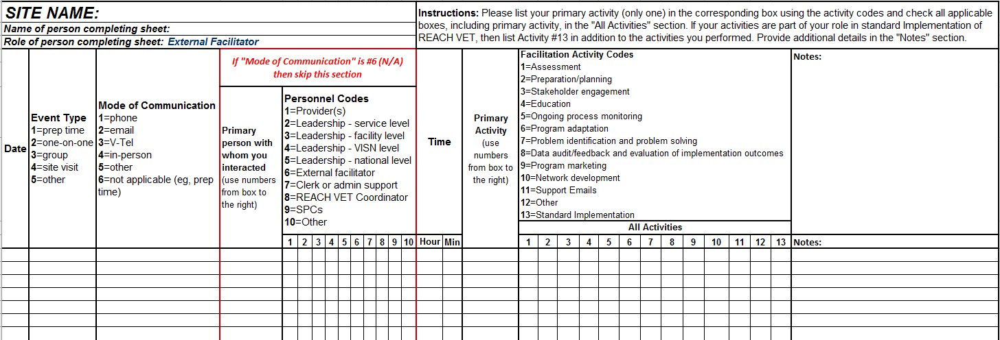 SITE NAME:
Name of person completing sheet:
Role of person completing sheet: External Facilitator
Instructions: Please list your primary activity (only one) in the corresponding box using the activity codes and check all applicable
boxes, including primary activity, in the "All Activities" section. If your activities are part of your role in standard Implementation of
REACH VET, then list Activity #13 in addition to the activities you performed. Provide additional details in the "Notes" section.
Date
Event Type
1=prep time
2=one-on-one
3=group
4=site visit
5=other
Mode of Communication
1=phone
2=email
3=V-Tel
4=in-person
5=other
6=not applicable (eg, prep
time)
If "Mode of Communication" is #6 (N/A)
then skip this section
Primary
person with
whom you
interacted
(use numbers
from box to
the right)
Personnel Codes
1=Provider(s)
2=Leadership - service level
3=Leadership - facility level
4=Leadership - VISN level
5=Leadership - national level
6=External facilitator
7=Clerk or admin support
8=REACH VET Coordinator
9=SPCs
10=Other
1 2 3 4 5 6 7 8 9 10
Time
Hour Min
Primary
Activity
(use
numbers
from box to
the right)
Facilitation Activity Codes
1=Assessment
2=Preparation/planning
3=Stakeholder engagement
4=Education
5=Ongoing process monitoring
6=Program adaptation
7=Problem identification and problem solving
8=Data audit/feedback and evaluation of implementation outcomes
9=Program marketing
10=Network development
11=Support Emails
12=Other
13=Standard Implementation
All Activities
1 2 3 4 5 6 7 8 9 10 11 12 13
Notes:
Notes: